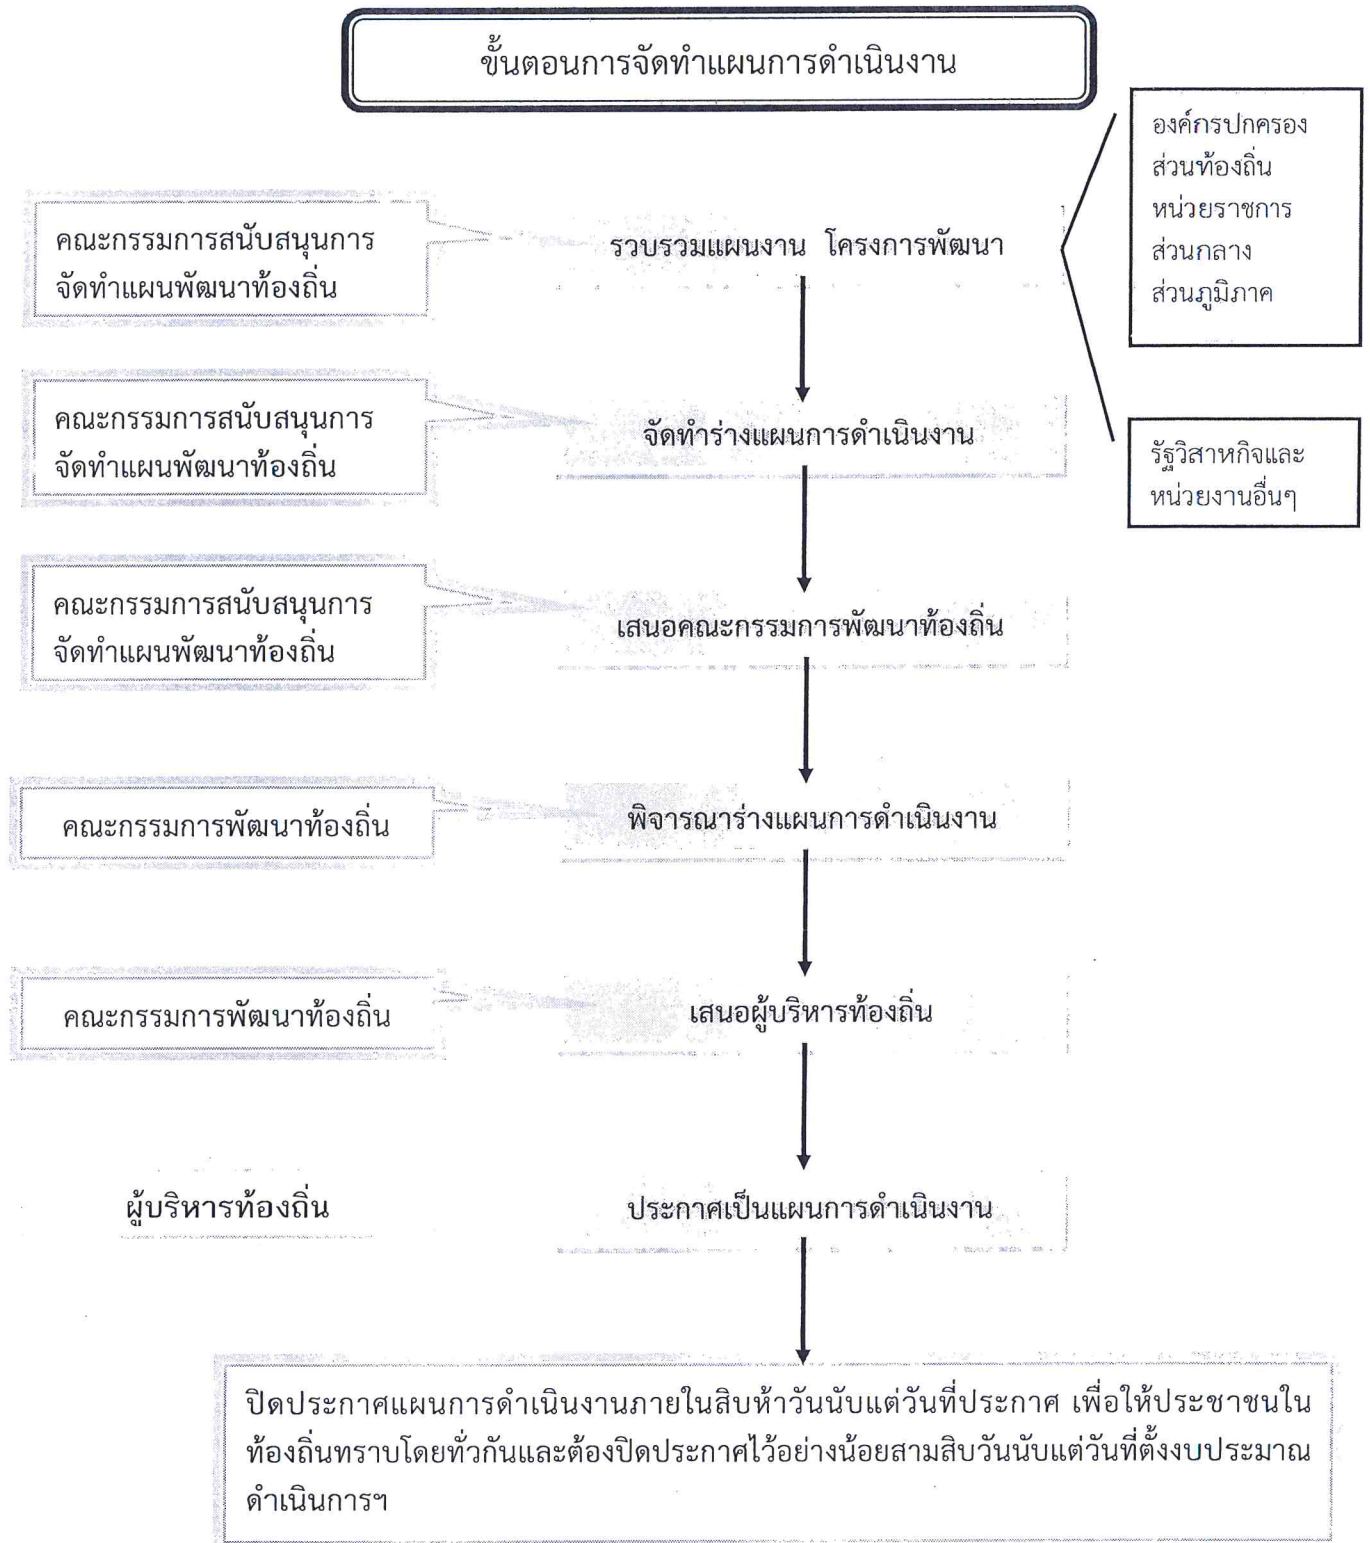 ขั้นตอนการจัดทำแผนการดำเนินงาน
องค์กรปกครอง
ส่วนท้องถิ่น
หน่วยราชการ
ส่วนกลาง
ส่วนภูมิภาค
คณะกรรมการสนับสนุนการ
จัดทำแผนพัฒนาท้องถิ่น
รวบรวมแผนงาน โครงการพัฒนา
คณะกรรมการสนับสนุนการ
จัดทำแผนพัฒนาท้องถิ่น
จัดทำร่างแผนการดำเนินงาน
รัฐวิสาหกิจและ
หน่วยงานอื่นๆ
คณะกรรมการสนับสนุนการ
จัดทำแผนพัฒนาท้องถิ่น
เสนอคณะกรรมการพัฒนาท้องถิ่น
คณะกรรมการพัฒนาท้องถิ่น
พิจารณาร่างแผนการดำเนินงาน
คณะกรรมการพัฒนาท้องถิ่น
เสนอผู้บริหารท้องถิ่น
ผู้บริหารท้องถิ่น
ประกาศเป็นแผนการดำเนินงาน
ปิดประกาศแผนการดำเนินงานภายในสิบห้าวันนับแต่วันที่ประกาศ เพื่อให้ประชาชนใน
ท้องถิ่นทราบโดยทั่วกันและต้องปิดประกาศไว้อย่างน้อยสามสิบวันนับแต่วันที่ตั้งงบประมาณ
ดำเนินการฯ